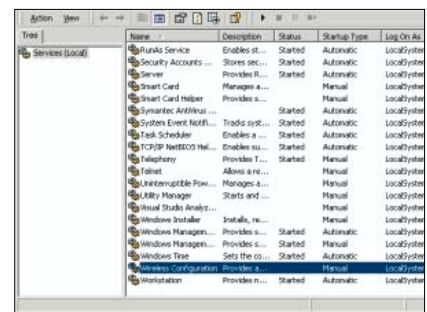 Action View
Tree
Services (Local)
Name Description Status Startup Type Log On As
RunAs Service Enables st... Started Automatic LocalSystem
Security Accounts ... Stores sec... Started Automatic LocalSystem
Server Provides R... Started Automatic LocalSystem
Smart Card Manages a... Manual LocalSystem
Smart Card Helper Provides s... Manual LocalSystem
Symantec AntiVirus ... Started Automatic LocalSystem
System Event Notifi... Tracks syst... Started Automatic LocalSystem
Task Scheduler Enables a ... Started Automatic LocalSystem
TCP/IP NetBIOS Hel... Enables su... Started Automatic LocalSystem
Telephony Provides T... Started Manual LocalSystem
Telnet Allows a re... Manual LocalSystem
Uninterruptible Pow... Manages a... Manual LocalSystem
Utility Manager Starts and ... Manual LocalSystem
Visual Studio Analyz... Manual LocalSystem
Windows Installer Installs, re... Manual LocalSystem
Windows Managem... Provides s... Started Automatic LocalSystem
Windows Managem... Provides s... Started Manual LocalSystem
Windows Time Sets the co... Started Automatic LocalSystem
Wireless Configuration Provides a... Manual LocalSystem
Workstation Provides n... Started Automatic LocalSystem